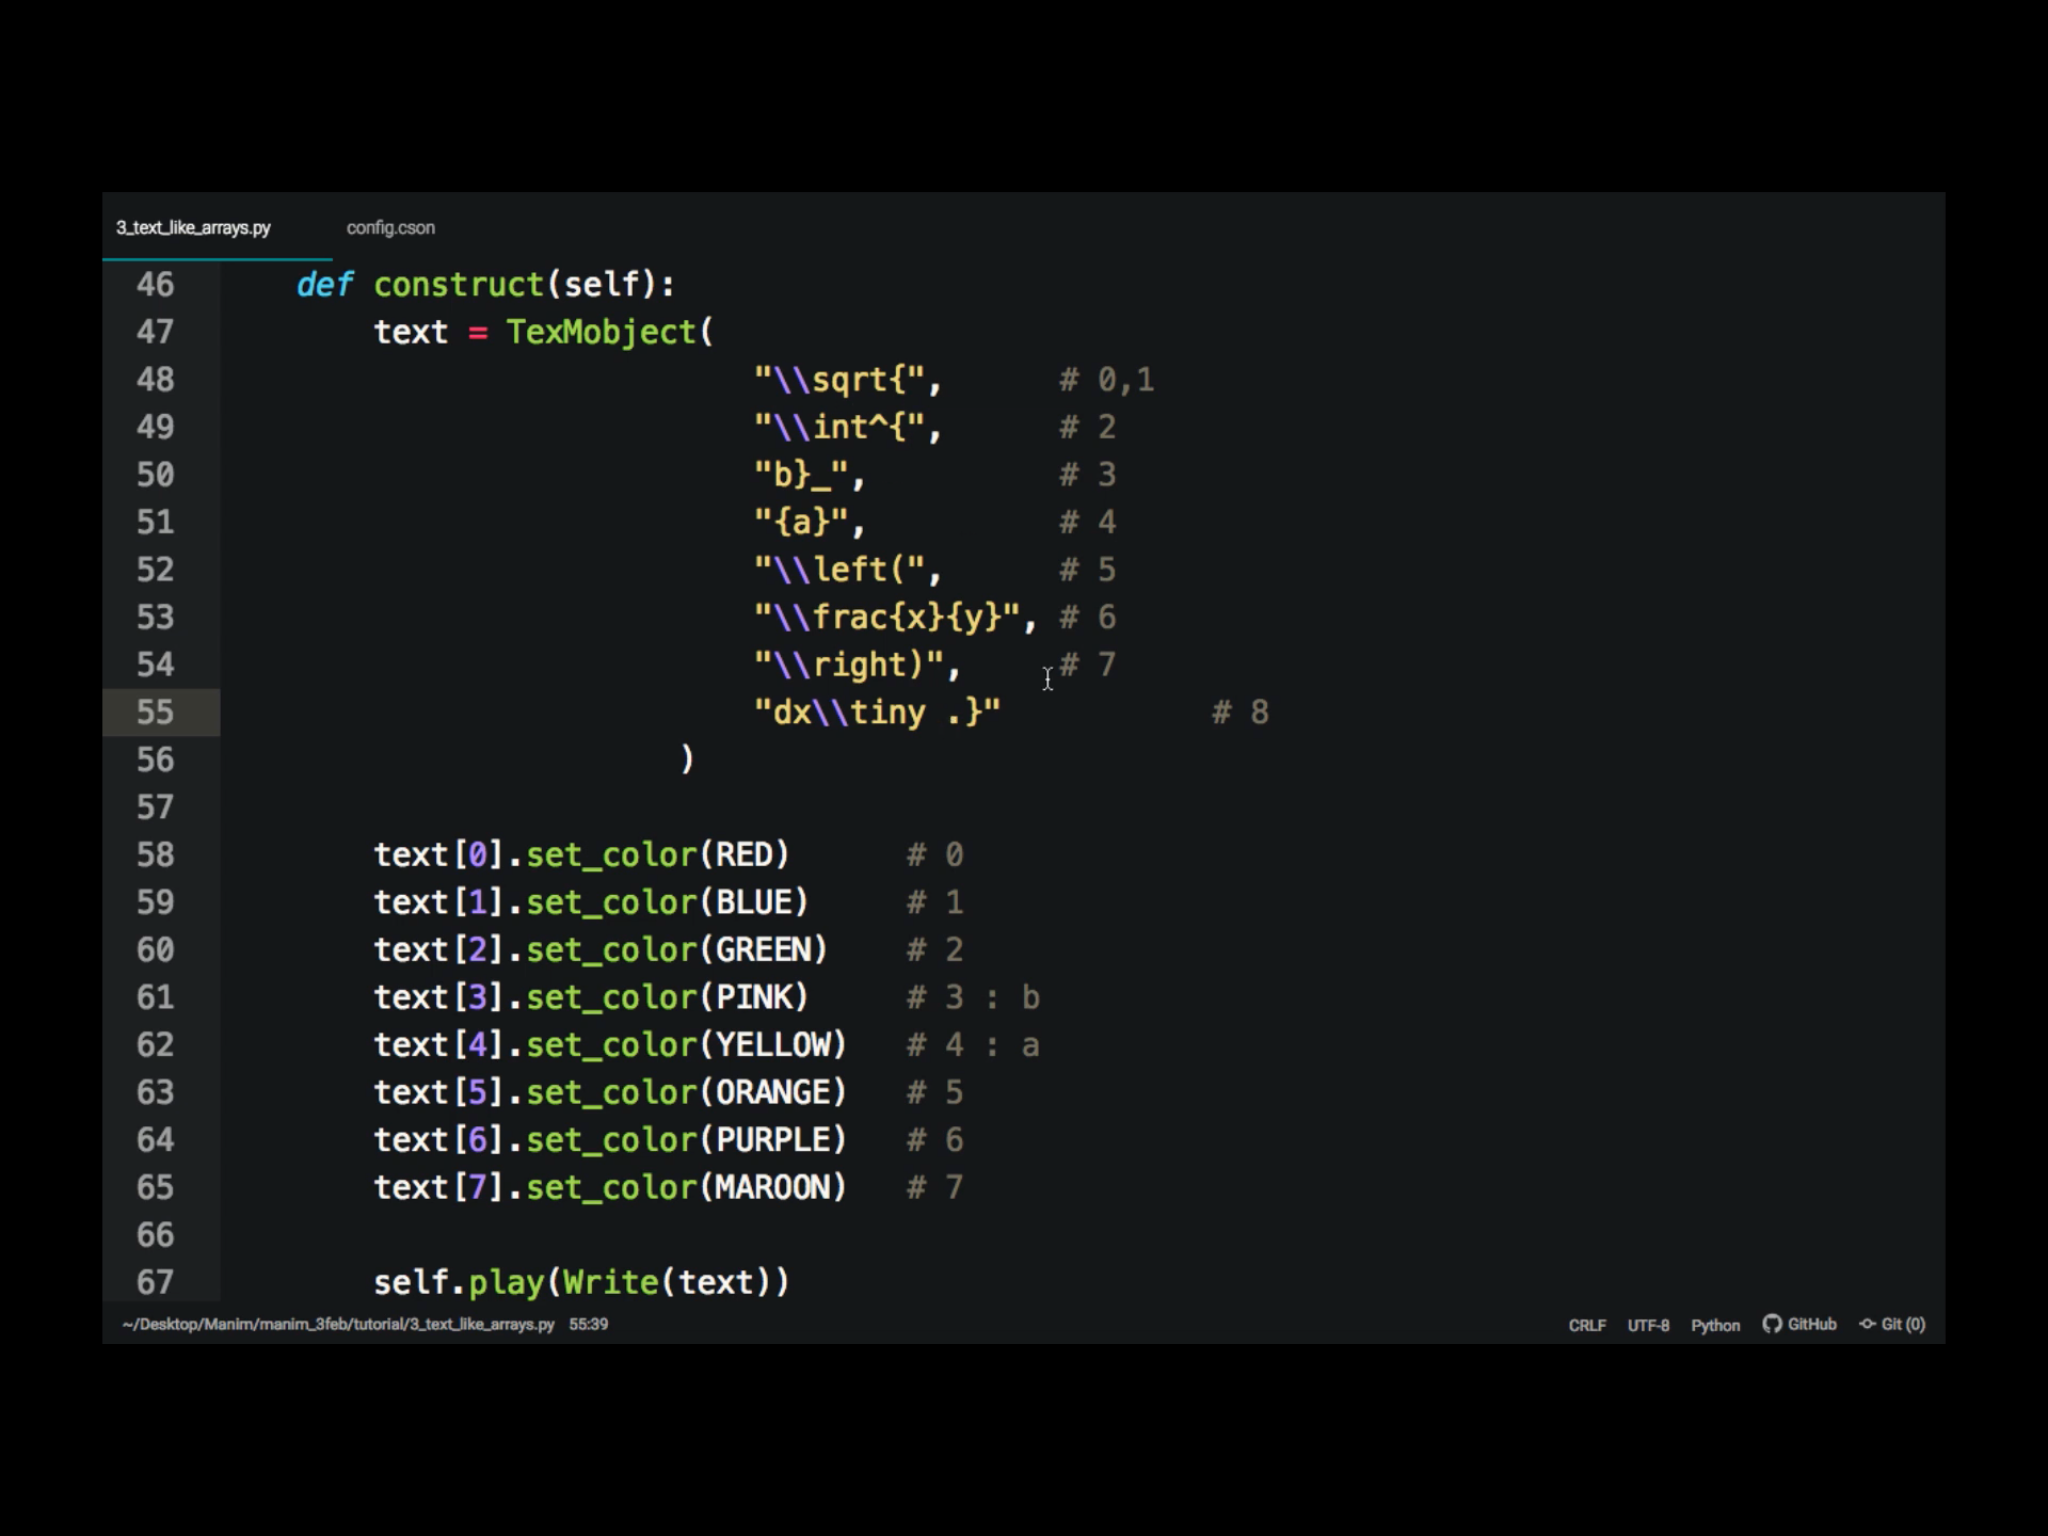 3_text_like_arrays.py config.cson
46 def construct(self):
47 text = TexMobject(
48 "\\sqrt{", # 0,1
49 "\\int^{", # 2
50 "b}_", # 3
51 "{a}", # 4
52 "\\left(", # 5
53 "\\frac{x}{y}", # 6
54 "\\right)", # 7
55 "dx\\tiny .}" # 8
56 )
57
58 text[0].set_color(RED) # 0
59 text[1].set_color(BLUE) # 1
60 text[2].set_color(GREEN) # 2
61 text[3].set_color(PINK) # 3 : b
62 text[4].set_color(YELLOW) # 4 : a
63 text[5].set_color(ORANGE) # 5
64 text[6].set_color(PURPLE) # 6
65 text[7].set_color(MAROON) # 7
66
67 self.play(Write(text))
~/Desktop/Manim/manim_3feb/tutorial/3_text_like_arrays.py 55:39 CRLF UTF-8 Python GitHub Git (0)